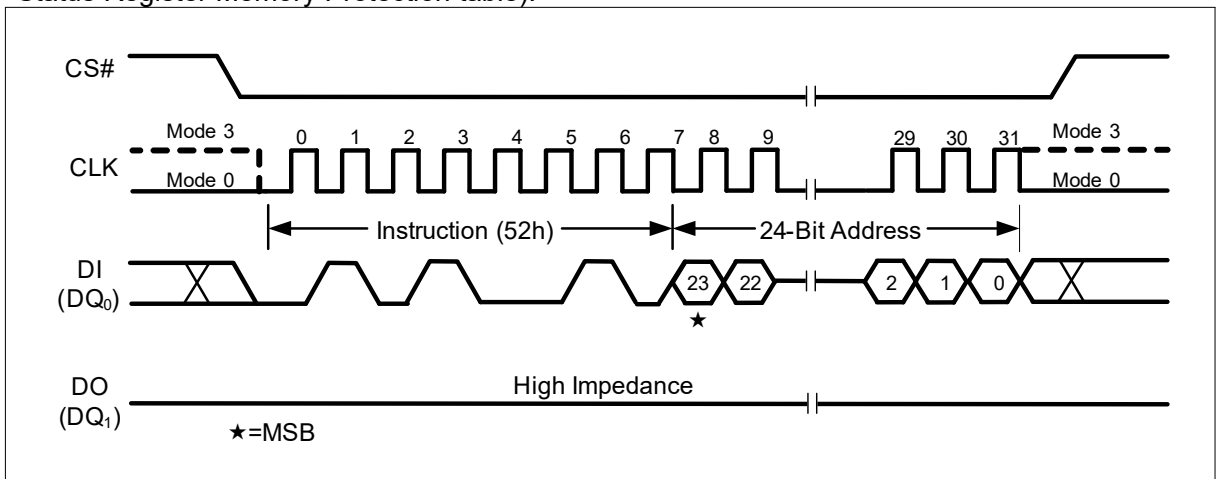 Status Register Memory Protection table).
CS#
Mode 3 0 1 2 3 4 5 6 7 8 9 29 30 31 Mode 3
CLK
Mode 0 Mode 0
Instruction (52h) 24-Bit Address
DI
(DQ0) 23 22 2 1 0
★
DO High Impedance
(DQ1)
★=MSB